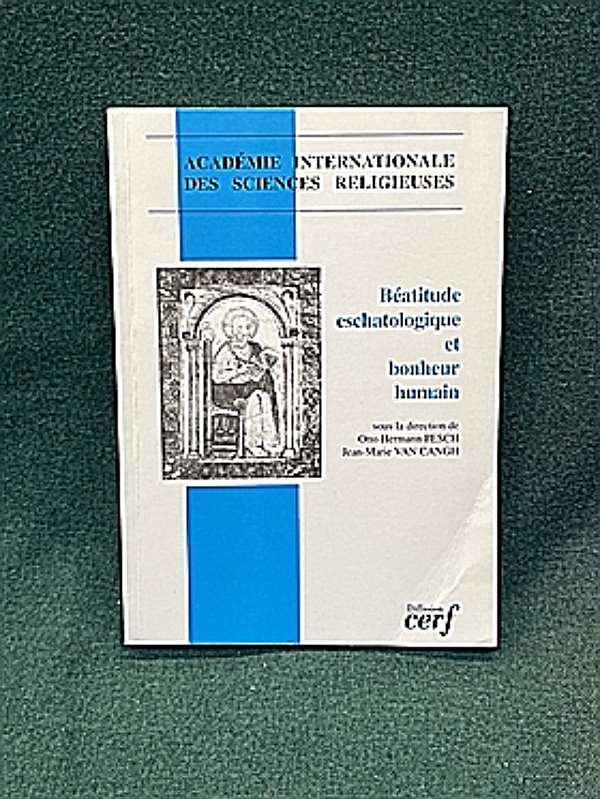 ACADÉMIE INTERNATIONALE
DES SCIENCES RELIGIEUSES
Béatitude
eschatologique
et
bonheur
humain
sous la direction de
Otto Hermann PESCH
Jean-Marie VAN CANGH
Diffusion
cerf